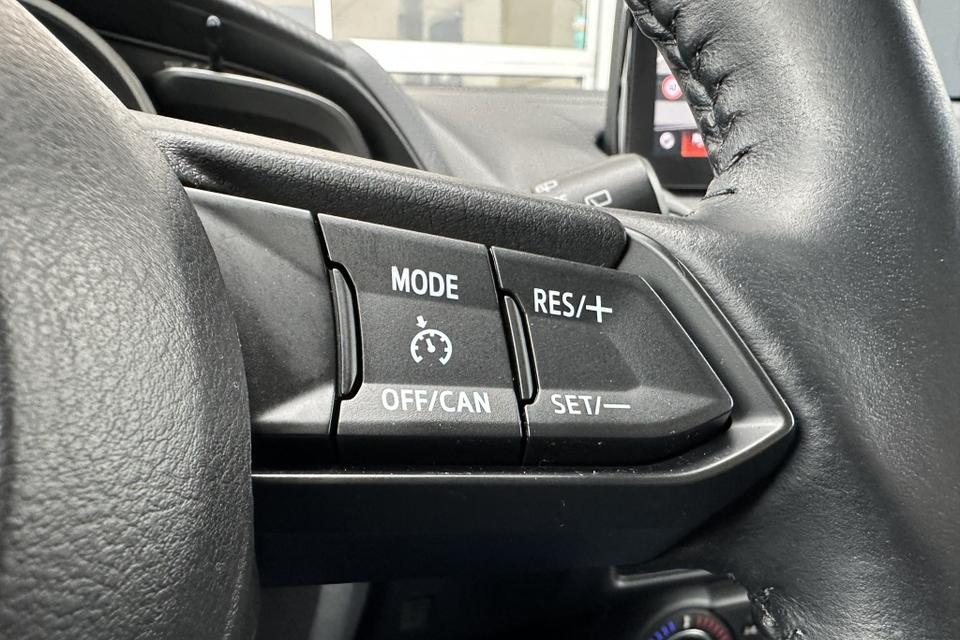 MODE
RES/+
OFF/CAN
SET/—